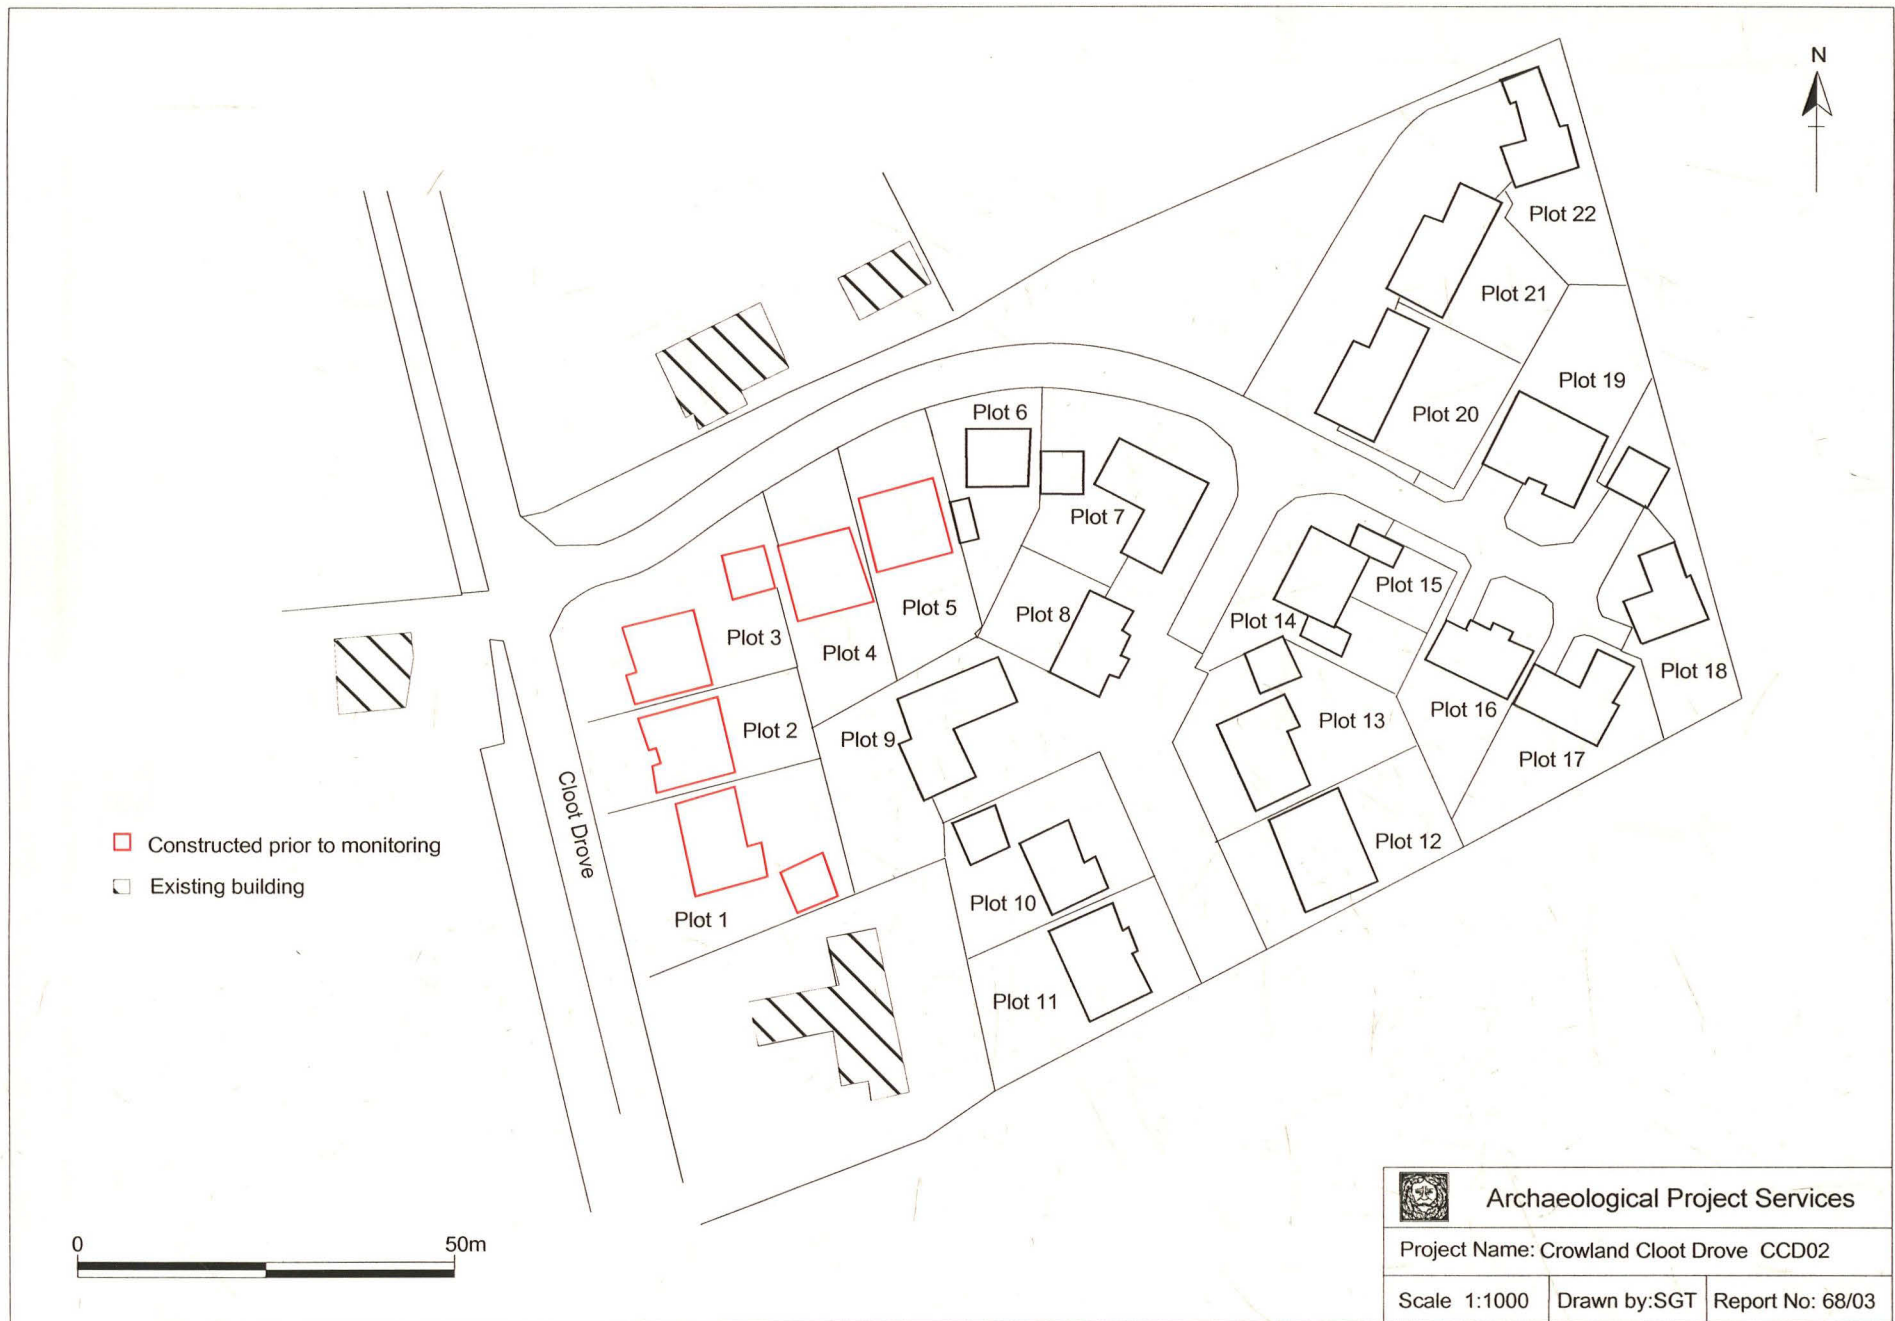 N
Plot 22
Plot 21
Plot 19
Plot 20
Plot 6
Plot 7
Plot 15
Plot 5
Plot 8
Plot 14
Plot 3
Plot 4
Plot 18
Plot 16
Plot 13
Plot 2
Plot 9
Plot 17
Cloot Drove
Plot 12
Constructed prior to monitoring
Existing building
Plot 10
Plot 1
Plot 11
0 50m
Archaeological Project Services
Project Name: Crowland Cloot Drove CCD02
Scale 1:1000 Drawn by:SGT Report No: 68/03